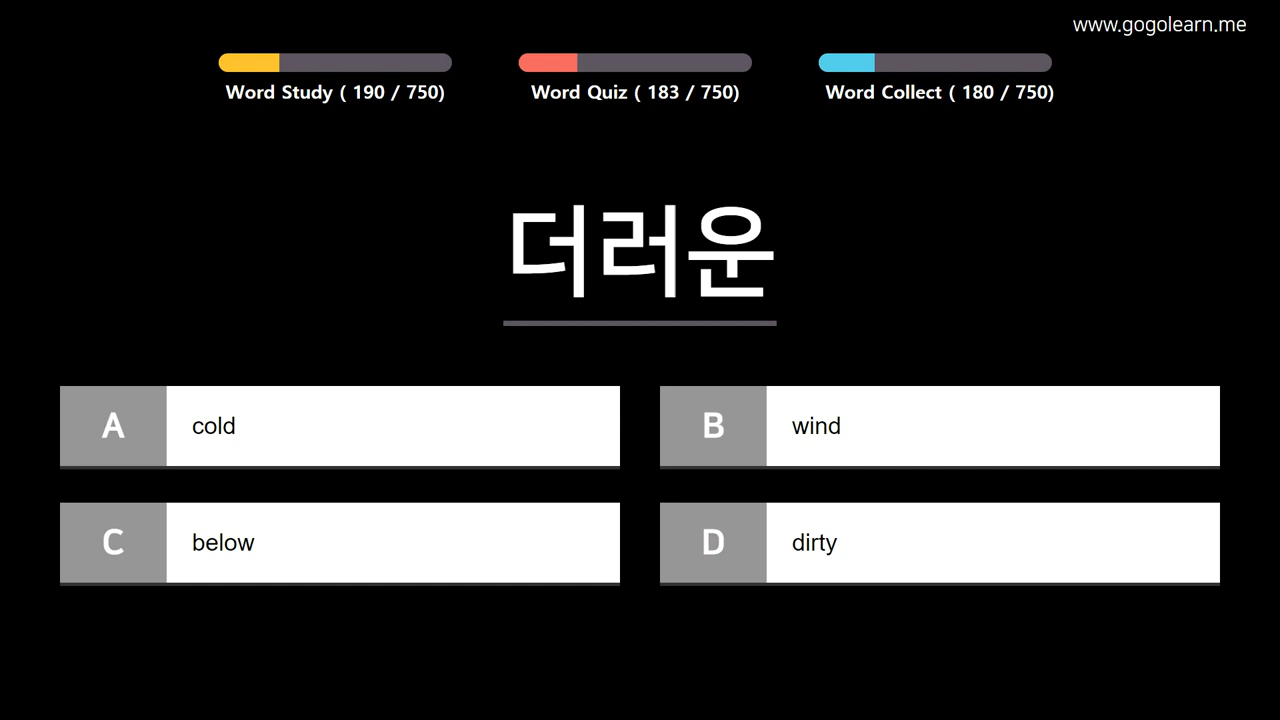 www.gogolearn.me
Word Study ( 190 / 750)
Word Quiz ( 183 / 750)
Word Collect ( 180 / 750)
더러운
A cold
B wind
C below
D dirty